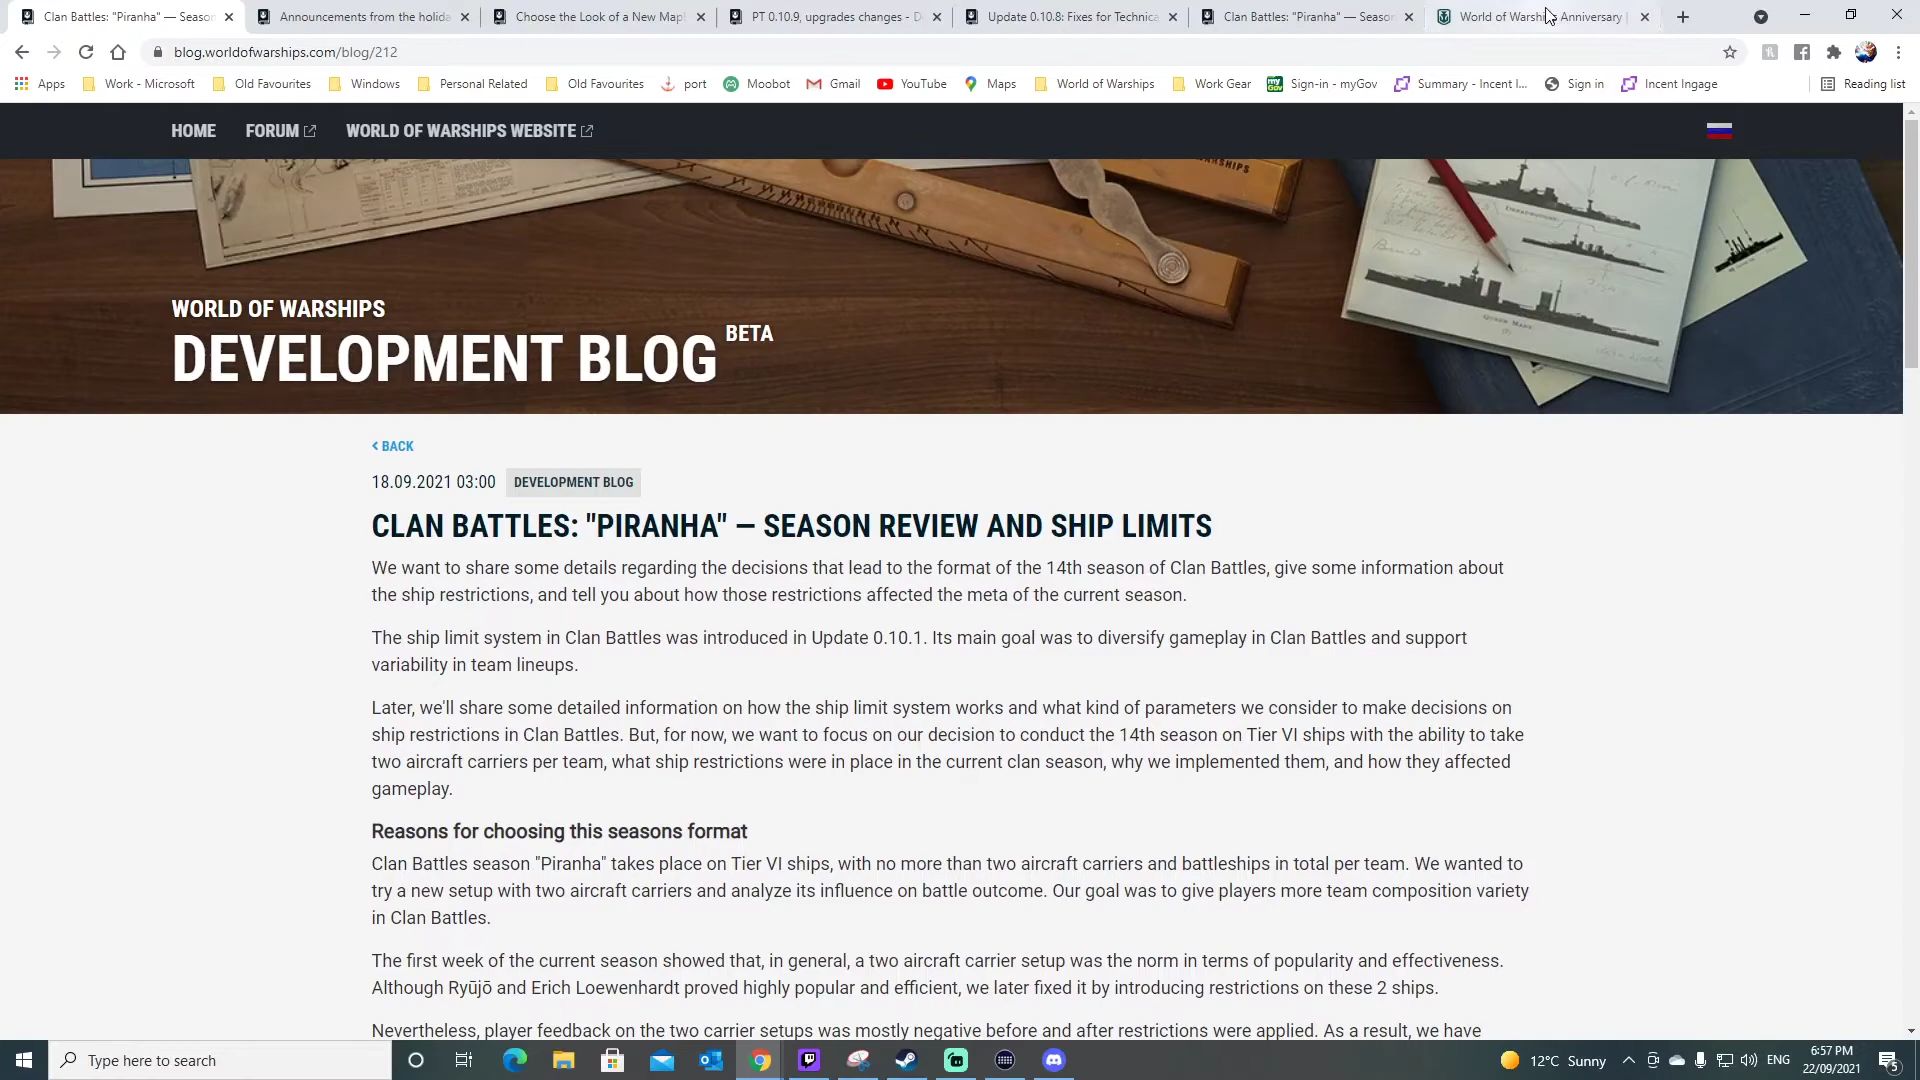 Clan Battles: "Piranha" — Season
Announcements from the holida
Choose the Look of a New Map!
PT 0.10.9, upgrades changes - D
Update 0.10.8: Fixes for Technica
Clan Battles: "Piranha" — Season
World of Warships Anniversary |
blog.worldofwarships.com/blog/212
Apps
Work - Microsoft
Old Favourites
Windows
Personal Related
Old Favourites
port
Moobot
Gmail
YouTube
Maps
World of Warships
Work Gear
Sign-in - myGov
Summary - Incent I...
Sign in
Incent Ingage
Reading list
HOME
FORUM
WORLD OF WARSHIPS WEBSITE
WORLD OF WARSHIPS
DEVELOPMENT BLOG BETA
BACK
18.09.2021 03:00
DEVELOPMENT BLOG
CLAN BATTLES: "PIRANHA" — SEASON REVIEW AND SHIP LIMITS
We want to share some details regarding the decisions that lead to the format of the 14th season of Clan Battles, give some information about
the ship restrictions, and tell you about how those restrictions affected the meta of the current season.
The ship limit system in Clan Battles was introduced in Update 0.10.1. Its main goal was to diversify gameplay in Clan Battles and support
variability in team lineups.
Later, we'll share some detailed information on how the ship limit system works and what kind of parameters we consider to make decisions on
ship restrictions in Clan Battles. But, for now, we want to focus on our decision to conduct the 14th season on Tier VI ships with the ability to take
two aircraft carriers per team, what ship restrictions were in place in the current clan season, why we implemented them, and how they affected
gameplay.
Reasons for choosing this seasons format
Clan Battles season "Piranha" takes place on Tier VI ships, with no more than two aircraft carriers and battleships in total per team. We wanted to
try a new setup with two aircraft carriers and analyze its influence on battle outcome. Our goal was to give players more team composition variety
in Clan Battles.
The first week of the current season showed that, in general, a two aircraft carrier setup was the norm in terms of popularity and effectiveness.
Although Ryūjō and Erich Loewenhardt proved highly popular and efficient, we later fixed it by introducing restrictions on these 2 ships.
Nevertheless, player feedback on the two carrier setups was mostly negative before and after restrictions were applied. As a result, we have
Type here to search
12°C Sunny
ENG
6:57 PM
22/09/2021
5